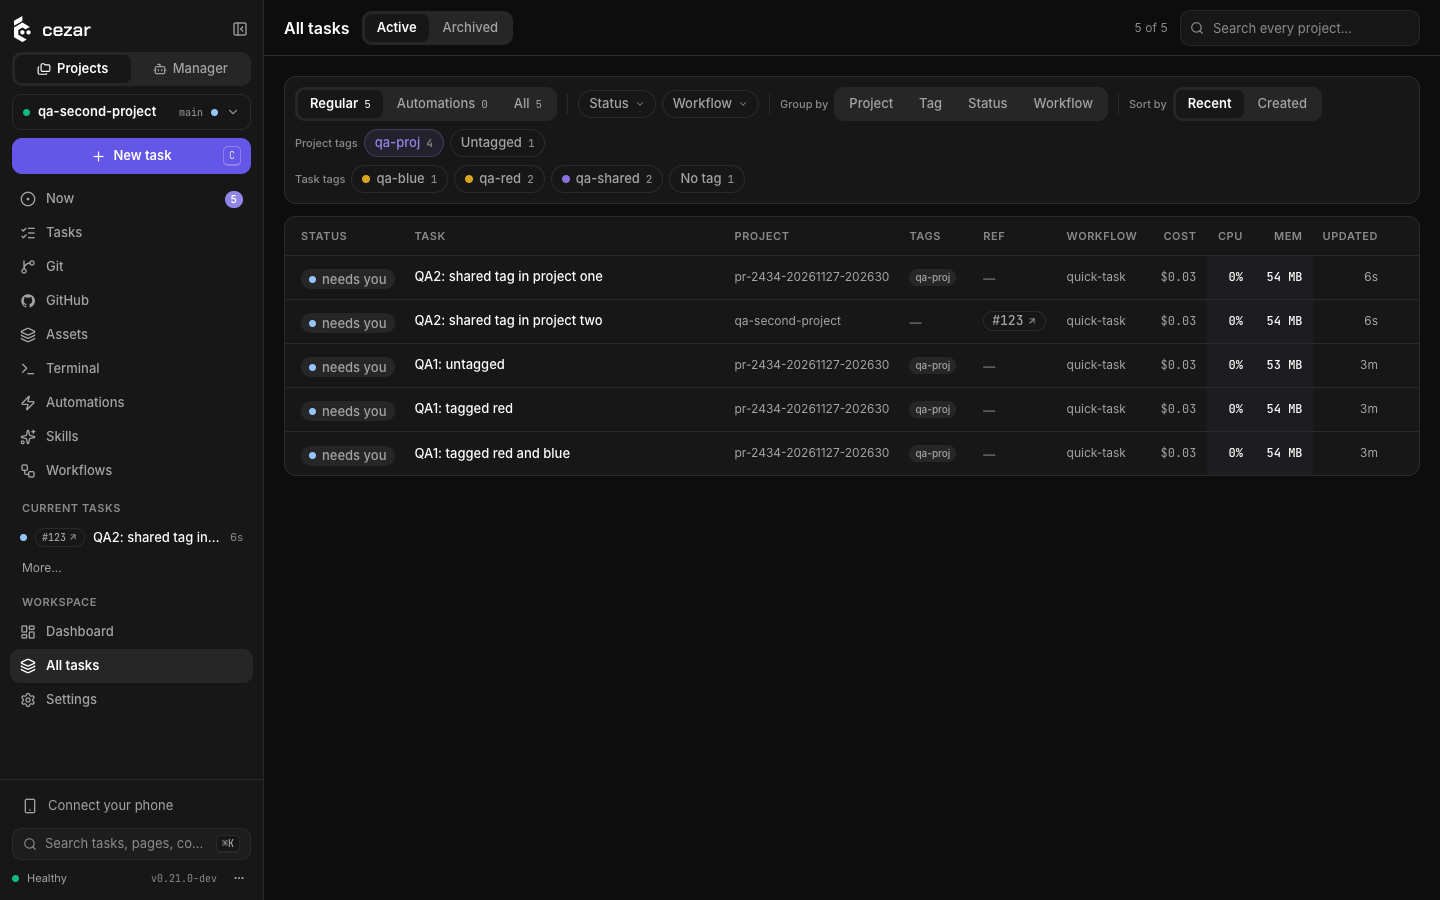 cezar
Projects Manager
qa-second-project main
New task C
Now 5
Tasks
Git
GitHub
Assets
Terminal
Automations
Skills
Workflows
CURRENT TASKS
#123 ↗ QA2: shared tag in... 6s
More...
WORKSPACE
Dashboard
All tasks
Settings
Connect your phone
Search tasks, pages, co... ⌘K
Healthy v0.21.0-dev ...
All tasks Active Archived 5 of 5 Search every project...
Regular 5 Automations 0 All 5 Status Workflow Group by Project Tag Status Workflow Sort by Recent Created
Project tags qa-proj 4 Untagged 1
Task tags qa-blue 1 qa-red 2 qa-shared 2 No tag 1
STATUS TASK PROJECT TAGS REF WORKFLOW COST CPU MEM UPDATED
needs you QA2: shared tag in project one pr-2434-20261127-202630 qa-proj — quick-task $0.03 0% 54 MB 6s
needs you QA2: shared tag in project two qa-second-project — #123 ↗ quick-task $0.03 0% 54 MB 6s
needs you QA1: untagged pr-2434-20261127-202630 qa-proj — quick-task $0.03 0% 53 MB 3m
needs you QA1: tagged red pr-2434-20261127-202630 qa-proj — quick-task $0.03 0% 54 MB 3m
needs you QA1: tagged red and blue pr-2434-20261127-202630 qa-proj — quick-task $0.03 0% 54 MB 3m